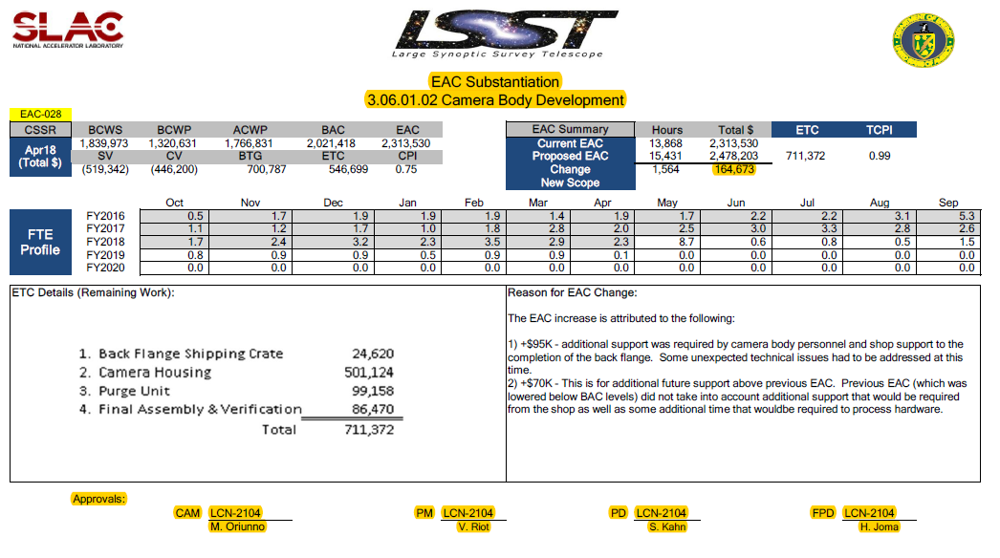 SLAC
NATIONAL ACCELERATOR LABORATORY
LSST
Large Synoptic Survey Telescope
EAC Substantiation
3.06.01.02 Camera Body Development
EAC-028
CSSR BCWS BCWP ACWP BAC EAC
Apr18 (Total $) 1,839,973 1,320,631 1,766,831 2,021,418 2,313,530
SV CV BTG ETC CPI
(519,342) (446,200) 700,787 546,699 0.75
EAC Summary Hours Total $ ETC TCPI
Current EAC 13,868 2,313,530
Proposed EAC 15,431 2,478,203 711,372 0.99
Change 1,564 164,673
New Scope
Oct Nov Dec Jan Feb Mar Apr May Jun Jul Aug Sep
FTE Profile
FY2016 0.5 1.7 1.9 1.9 1.9 1.4 1.9 1.7 2.2 2.2 3.1 5.3
FY2017 1.1 1.2 1.7 1.0 1.8 2.8 2.0 2.5 3.0 3.3 2.8 2.6
FY2018 1.7 2.4 3.2 2.3 3.5 2.9 2.3 8.7 0.6 0.8 0.5 1.5
FY2019 0.8 0.9 0.9 0.5 0.9 0.9 0.1 0.0 0.0 0.0 0.0 0.0
FY2020 0.0 0.0 0.0 0.0 0.0 0.0 0.0 0.0 0.0 0.0 0.0 0.0
ETC Details (Remaining Work):
1. Back Flange Shipping Crate 24,620
2. Camera Housing 501,124
3. Purge Unit 99,158
4. Final Assembly & Verification 86,470
Total 711,372
Reason for EAC Change:
The EAC increase is attributed to the following:
1) +$95K - additional support was required by camera body personnel and shop support to the
completion of the back flange. Some unexpected technical issues had to be addressed at this
time.
2) +$70K - This is for additional future support above previous EAC. Previous EAC (which was
lowered below BAC levels) did not take into account additional support that would be required
from the shop as well as some additional time that wouldbe required to process hardware.
Approvals:
CAM LCN-2104 PM LCN-2104 PD LCN-2104 FPD LCN-2104
M. Oriunno V. Riot S. Kahn H. Joma